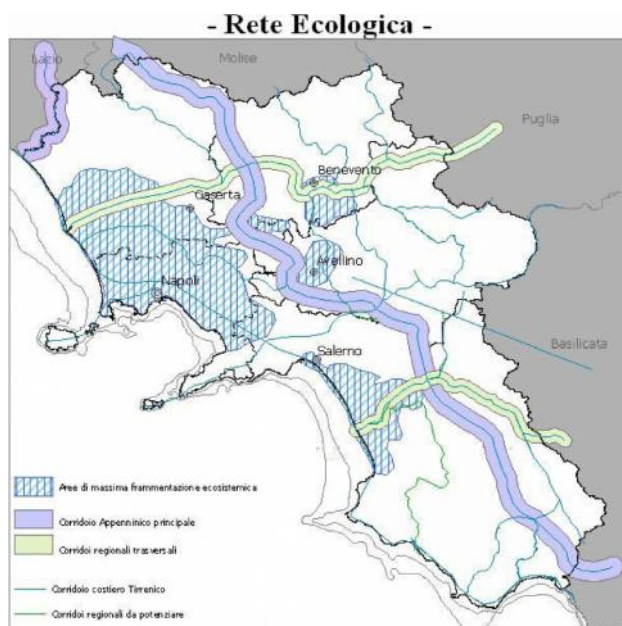 - Rete Ecologica -
Lazio
Molise
Puglia
Benevento
Caserta
Avellino
Napoli
Basilicata
Salerno
Aree di massima frammentazione ecosistemica
Corridoio Appenninico principale
Corridoi regionali trasversali
Corridoio costiero Tirrenico
Corridoi regionali da potenziare